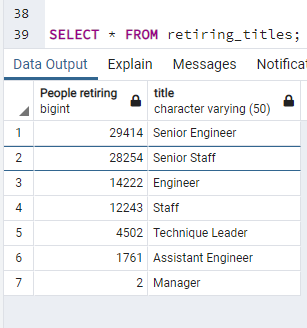 38
39 SELECT * FROM retiring_titles;
Data Output Explain Messages Notificat
People retiring title
bigint character varying (50)
1 29414 Senior Engineer
2 28254 Senior Staff
3 14222 Engineer
4 12243 Staff
5 4502 Technique Leader
6 1761 Assistant Engineer
7 2 Manager